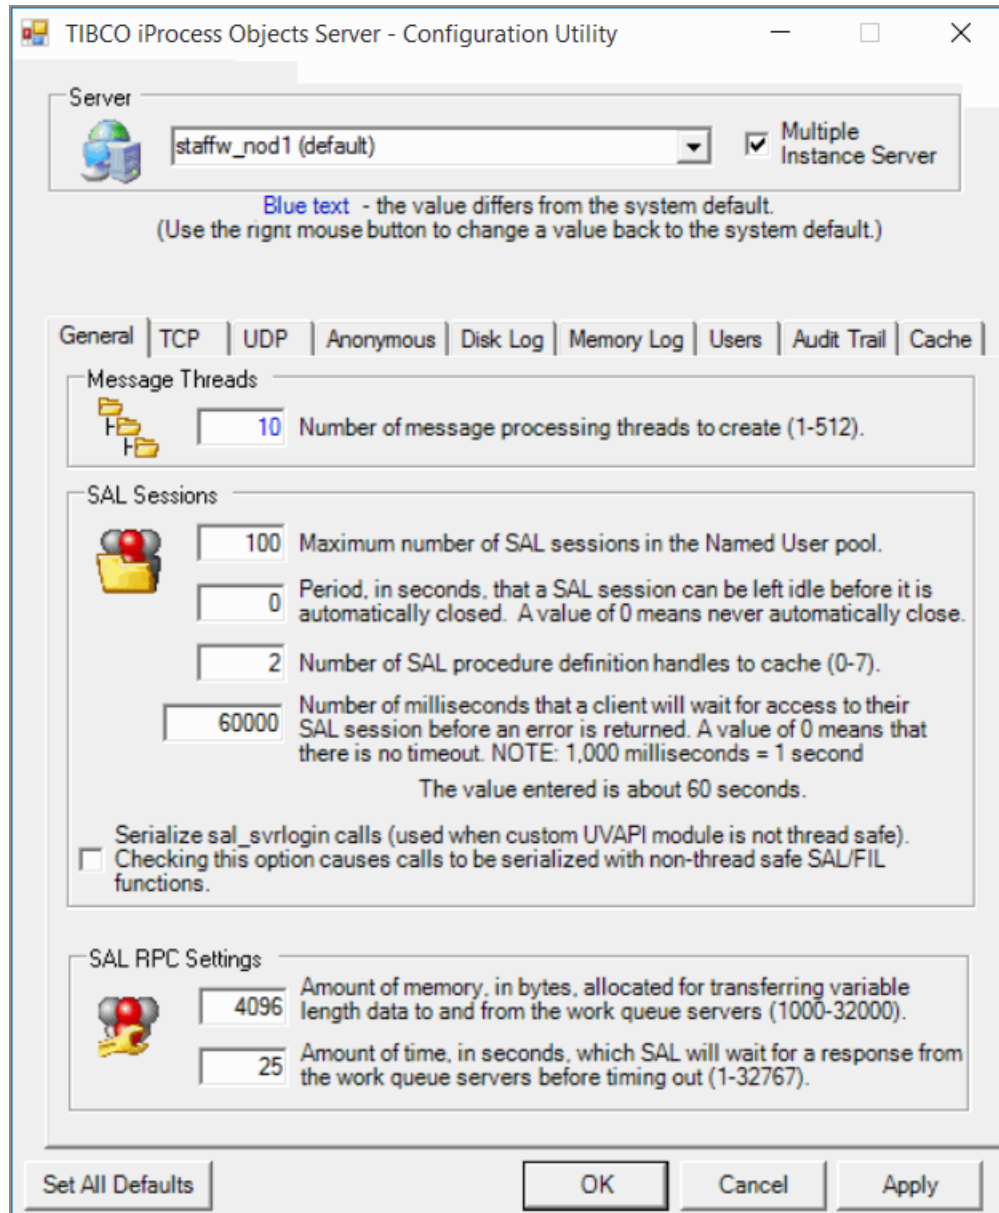 TIBCO iProcess Objects Server - Configuration Utility
Server
staffw_nod1 (default)
Multiple
Instance Server
Blue text - the value differs from the system default.
(Use the right mouse button to change a value back to the system default.)
General TCP UDP Anonymous Disk Log Memory Log Users Audit Trail Cache
Message Threads
10 Number of message processing threads to create (1-512).
SAL Sessions
100 Maximum number of SAL sessions in the Named User pool.
0 Period, in seconds, that a SAL session can be left idle before it is
automatically closed. A value of 0 means never automatically close.
2 Number of SAL procedure definition handles to cache (0-7).
60000 Number of milliseconds that a client will wait for access to their
SAL session before an error is returned. A value of 0 means that
there is no timeout. NOTE: 1,000 milliseconds = 1 second
The value entered is about 60 seconds.
Serialize sal_svrlogin calls (used when custom UVAPI module is not thread safe).
Checking this option causes calls to be serialized with non-thread safe SAL/FIL
functions.
SAL RPC Settings
4096 Amount of memory, in bytes, allocated for transferring variable
length data to and from the work queue servers (1000-32000).
25 Amount of time, in seconds, which SAL will wait for a response from
the work queue servers before timing out (1-32767).
Set All Defaults OK Cancel Apply